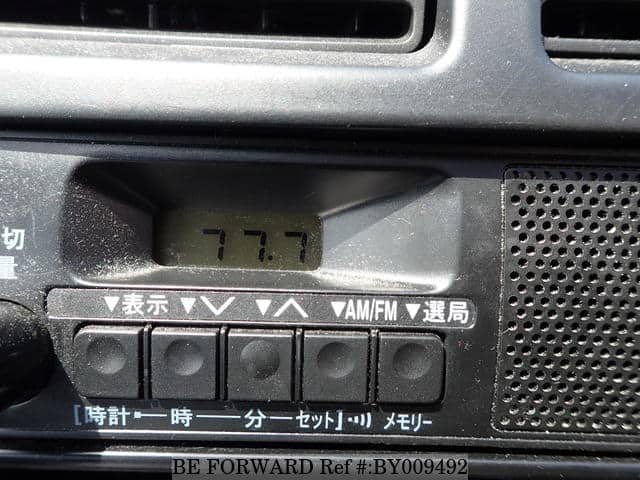 77.7
切
量
▼表示 ▼∨ ▼∧ ▼AM/FM ▼選局
[時計 ━ 時 ━ 分 ━ セット] メモリー
BE FORWARD Ref #:BY009492